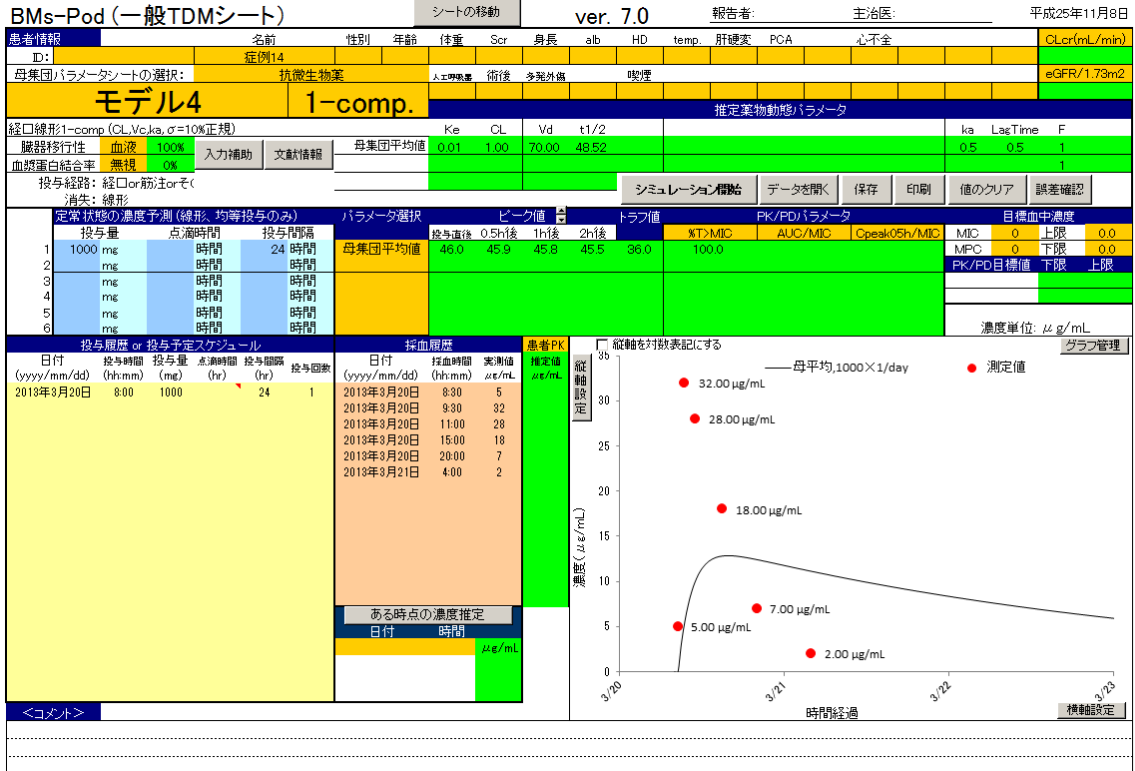 BMs-Pod (一般TDMシート) シートの移動 ver. 7.0 報告者: 主治医: 平成25年11月8日
患者情報 名前 性別 年齢 体重 Scr 身長 alb HD temp. 肝硬変 PCA 心不全 CLcr(mL/min)
ID: 症例14
母集団パラメータシートの選択: 抗微生物薬 人工呼吸器 術後 多発外傷 喫煙 eGFR/1.73m2
モデル4 1-comp.
推定薬物動態パラメータ
経口線形1-comp (CL,Vc,ka,σ=10%正規) Ke CL Vd t1/2 ka LagTime F
臓器移行性 血液 100% 入力補助 文献情報 母集団平均値 0.01 1.00 70.00 48.52 0.5 0.5 1
血漿蛋白結合率 無視 0% 1
投与経路: 経口or筋注orその シミュレーション開始 データを開く 保存 印刷 値のクリア 誤差確認
消失: 線形
定常状態の濃度予測 (線形、均等投与のみ) パラメータ選択 ピーク値 トラフ値 PK/PDパラメータ 目標血中濃度
投与量 点滴時間 投与間隔 投与直後 0.5h後 1h後 2h後 %T>MIC AUC/MIC Cpeak05h/MIC MIC 0 上限 0.0
1 1000 mg 時間 24 時間 母集団平均値 46.0 45.9 45.8 45.5 36.0 100.0 MPC 0 下限 0.0
2 mg 時間 時間 PK/PD目標値 下限 上限
3 mg 時間 時間
4 mg 時間 時間
5 mg 時間 時間
6 mg 時間 時間 濃度単位: μg/mL
投与履歴 or 投与予定スケジュール 採血履歴 患者PK 縦軸を対数表記にする グラフ管理
日付 投与時間 投与量 点滴時間 投与間隔 投与回数 日付 採血時間 実測値 推定値
(yyyy/mm/dd) (hh:mm) (mg) (hr) (hr) (yyyy/mm/dd) (hh:mm) μg/mL μg/mL
2013年3月20日 8:00 1000 24 1 2013年3月20日 8:30 5
2013年3月20日 9:30 32
2013年3月20日 11:00 28
2013年3月20日 15:00 18
2013年3月20日 20:00 7
2013年3月21日 4:00 2
ある時点の濃度推定
日付 時間
μg/mL
縦軸設定
母平均,1000×1/day 測定値
35
32.00 μg/mL
30
28.00 μg/mL
25
20
18.00 μg/mL
15
10
7.00 μg/mL
5
5.00 μg/mL
2.00 μg/mL
0
濃度(μg/mL)
3/20 3/21 3/22 3/23
時間経過
横軸設定
<コメント>